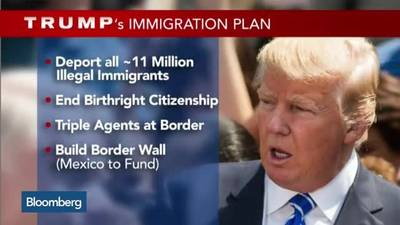 TRUMP's IMMIGRATION PLAN
• Deport all ~11 Million
Illegal Immigrants
• End Birthright Citizenship
• Triple Agents at Border
• Build Border Wall
(Mexico to Fund)
Bloomberg